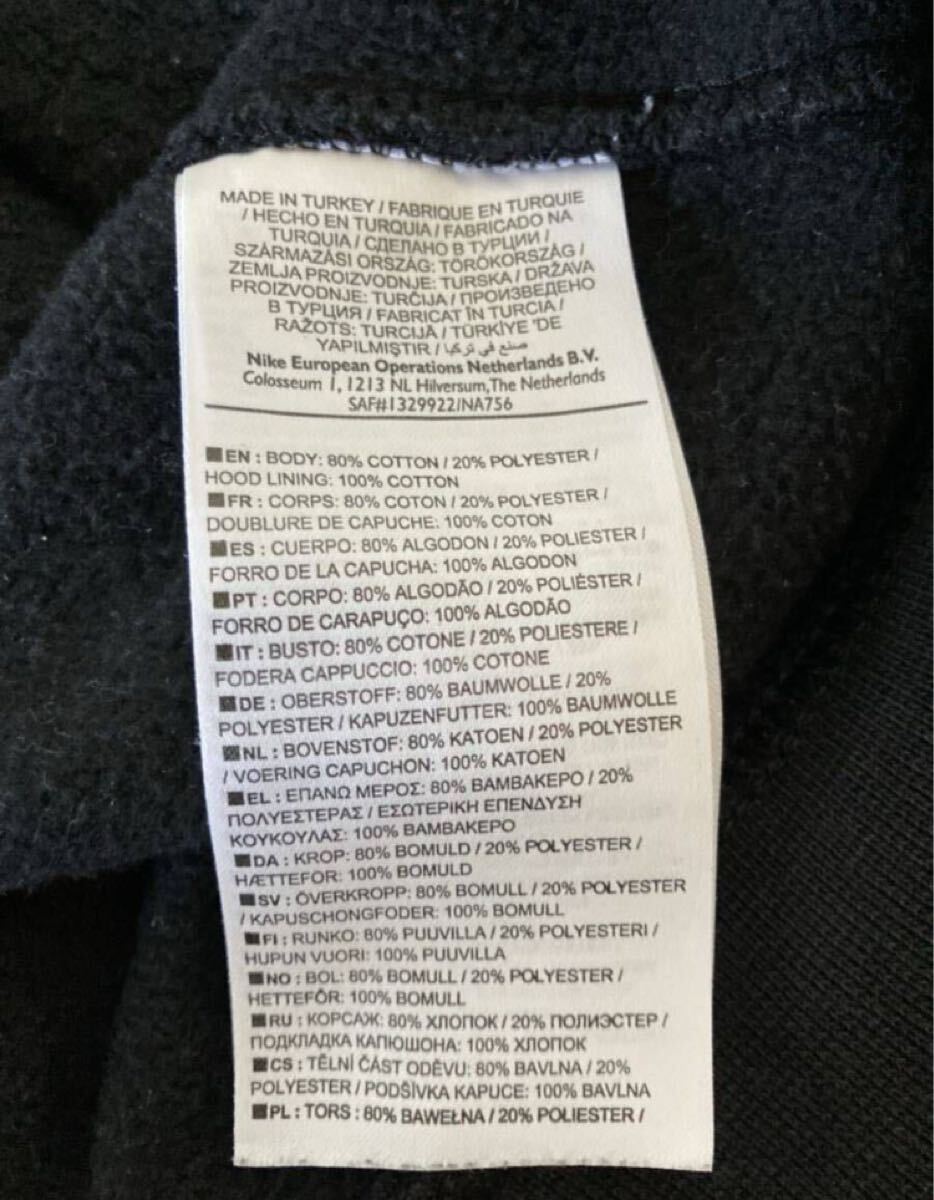 MADE IN TURKEY / FABRIQUE EN TURQUIE
/ HECHO EN TURQUIA / FABRICADO NA
TURQUIA / СДЕЛАНО В ТУРЦИИ /
SZÁRMAZÁSI ORSZÁG: TÖRÖKORSZÁG /
ZEMLJA PROIZVODNJE: TURSKA / DRŽAVA
PROIZVODNJE: TURČIJA / ПРОИЗВЕДЕНО
В ТУРЦИЯ / FABRICAT ÎN TURCIA /
RAŽOTS: TURCIJĀ / TÜRKİYE 'DE
YAPILMIŞTIR / صنع في تركيا
Nike European Operations Netherlands B.V.
Colosseum 1, 1213 NL Hilversum, The Netherlands
SAF#1329922/NA756
EN : BODY: 80% COTTON / 20% POLYESTER /
HOOD LINING: 100% COTTON
FR : CORPS: 80% COTON / 20% POLYESTER /
DOUBLURE DE CAPUCHE: 100% COTON
ES : CUERPO: 80% ALGODON / 20% POLIESTER /
FORRO DE LA CAPUCHA: 100% ALGODON
PT : CORPO: 80% ALGODÃO / 20% POLIÉSTER /
FORRO DE CARAPUÇO: 100% ALGODÃO
IT : BUSTO: 80% COTONE / 20% POLIESTERE /
FODERA CAPPUCCIO: 100% COTONE
DE : OBERSTOFF: 80% BAUMWOLLE / 20%
POLYESTER / KAPUZENFUTTER: 100% BAUMWOLLE
NL : BOVENSTOF: 80% KATOEN / 20% POLYESTER
/ VOERING CAPUCHON: 100% KATOEN
EL : ΕΠΑΝΩ ΜΕΡΟΣ: 80% ΒΑΜΒΑΚΕΡΟ / 20%
ΠΟΛΥΕΣΤΕΡΑΣ / ΕΣΩΤΕΡΙΚΗ ΕΠΕΝΔΥΣΗ
ΚΟΥΚΟΥΛΑΣ: 100% ΒΑΜΒΑΚΕΡΟ
DA : KROP: 80% BOMULD / 20% POLYESTER /
HÆTTEFOR: 100% BOMULD
SV : ÖVERKROPP: 80% BOMULL / 20% POLYESTER
/ KAPUSCHONGFODER: 100% BOMULL
FI : RUNKO: 80% PUUVILLA / 20% POLYESTERI /
HUPUN VUORI: 100% PUUVILLA
NO : BOL: 80% BOMULL / 20% POLYESTER /
HETTEFÔR: 100% BOMULL
RU : КОРСАЖ: 80% ХЛОПОК / 20% ПОЛИЭСТЕР /
ПОДКЛАДКА КАПЮШОНА: 100% ХЛОПОК
CS : TĚLNÍ ČÁST ODĚVU: 80% BAVLNA / 20%
POLYESTER / PODŠÍVKA KAPUCE: 100% BAVLNA
PL : TORS : 80% BAWEŁNA / 20% POLIESTER /